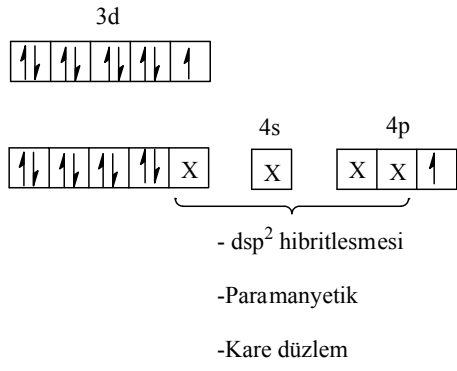 3d
4s 4p
X X X X
- dsp² hibritlesmesi
-Paramanyetik
-Kare düzlem